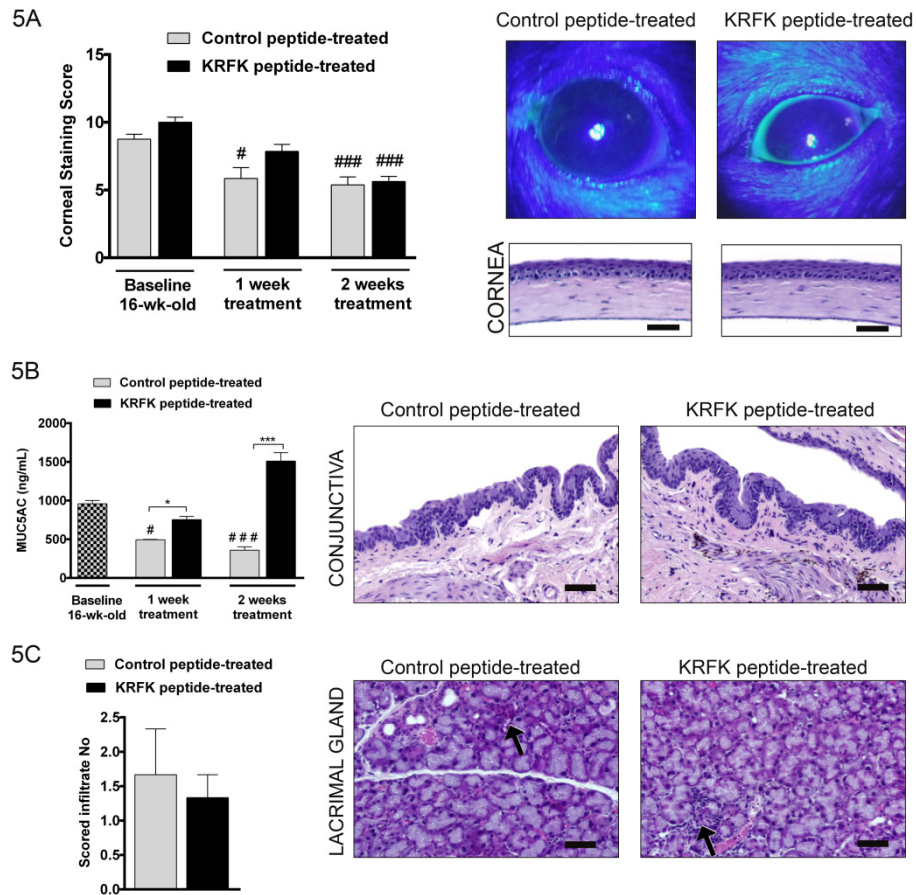 5A
Control peptide-treated
KRFK peptide-treated
Corneal Staining Score
15
10
5
0
#
###
###
Baseline
16-wk-old
1 week
treatment
2 weeks
treatment
Control peptide-treated
KRFK peptide-treated
CORNEA
5B
Control peptide-treated
KRFK peptide-treated
MUC5AC (ng/mL)
2000
1500
1000
500
0
#
*
###
***
Baseline
16-wk-old
1 week
treatment
2 weeks
treatment
Control peptide-treated
KRFK peptide-treated
CONJUNCTIVA
5C
Control peptide-treated
KRFK peptide-treated
Scored infiltrate No
2.5
2.0
1.5
1.0
0.5
0.0
Control peptide-treated
KRFK peptide-treated
LACRIMAL GLAND